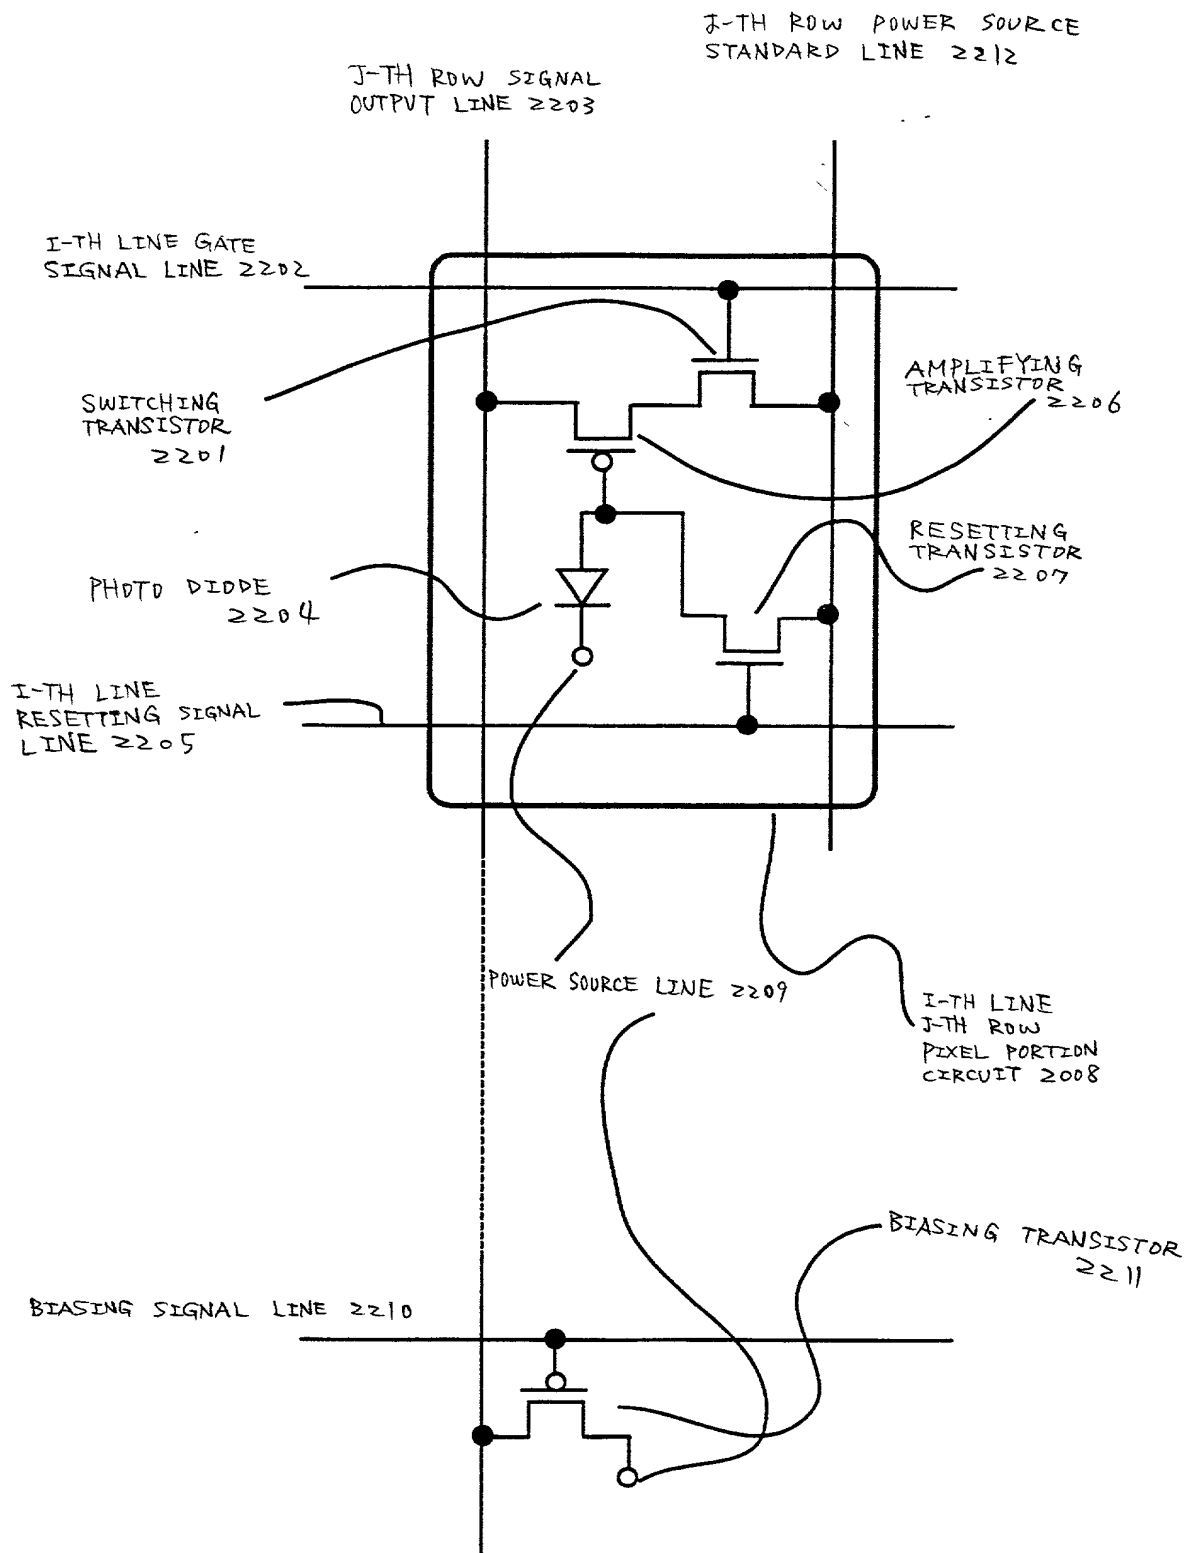 J-TH ROW POWER SOURCE
STANDARD LINE 2212
J-TH ROW SIGNAL
OUTPUT LINE 2203
I-TH LINE GATE
SIGNAL LINE 2202
SWITCHING
TRANSISTOR
2201
AMPLIFYING
TRANSISTOR
2206
RESETTING
TRANSISTOR
2207
PHOTO DIODE
2204
I-TH LINE
RESETTING SIGNAL
LINE 2205
POWER SOURCE LINE 2209
I-TH LINE
J-TH ROW
PIXEL PORTION
CIRCUIT 2008
BIASING TRANSISTOR
2211
BIASING SIGNAL LINE 2210